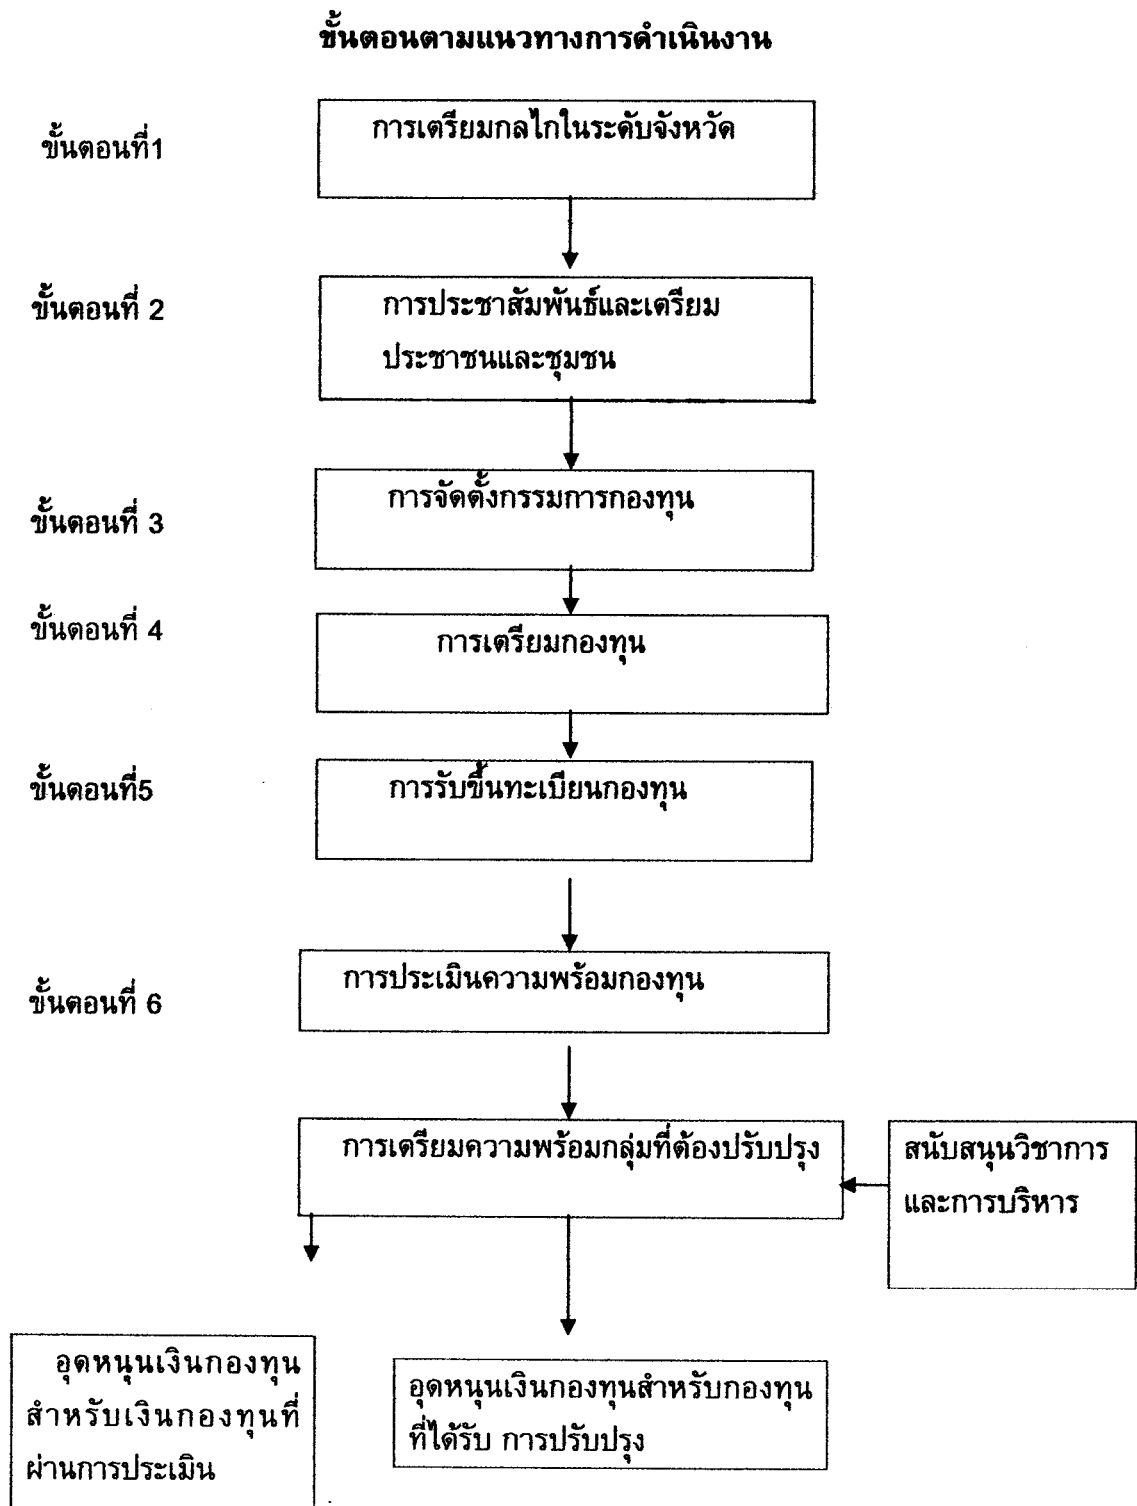 ขั้นตอนตามแนวทางการดำเนินงาน
ขั้นตอนที่1
การเตรียมกลไกในระดับจังหวัด
ขั้นตอนที่ 2
การประชาสัมพันธ์และเตรียม
ประชาชนและชุมชน
ขั้นตอนที่ 3
การจัดตั้งกรรมการกองทุน
ขั้นตอนที่ 4
การเตรียมกองทุน
ขั้นตอนที่5
การรับขึ้นทะเบียนกองทุน
ขั้นตอนที่ 6
การประเมินความพร้อมกองทุน
การเตรียมความพร้อมกลุ่มที่ต้องปรับปรุง
สนับสนุนวิชาการ
และการบริหาร
อุดหนุนเงินกองทุน
สำหรับเงินกองทุนที่
ผ่านการประเมิน
อุดหนุนเงินกองทุนสำหรับกองทุน
ที่ได้รับ การปรับปรุง